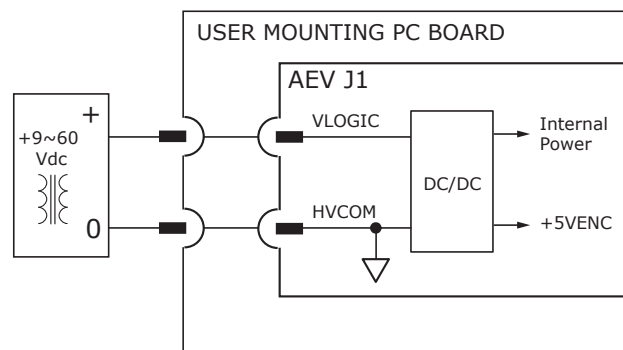 USER MOUNTING PC BOARD
AEV J1
+
+9~60
Vdc
0
VLOGIC
HVCOM
DC/DC
Internal
Power
+5VENC